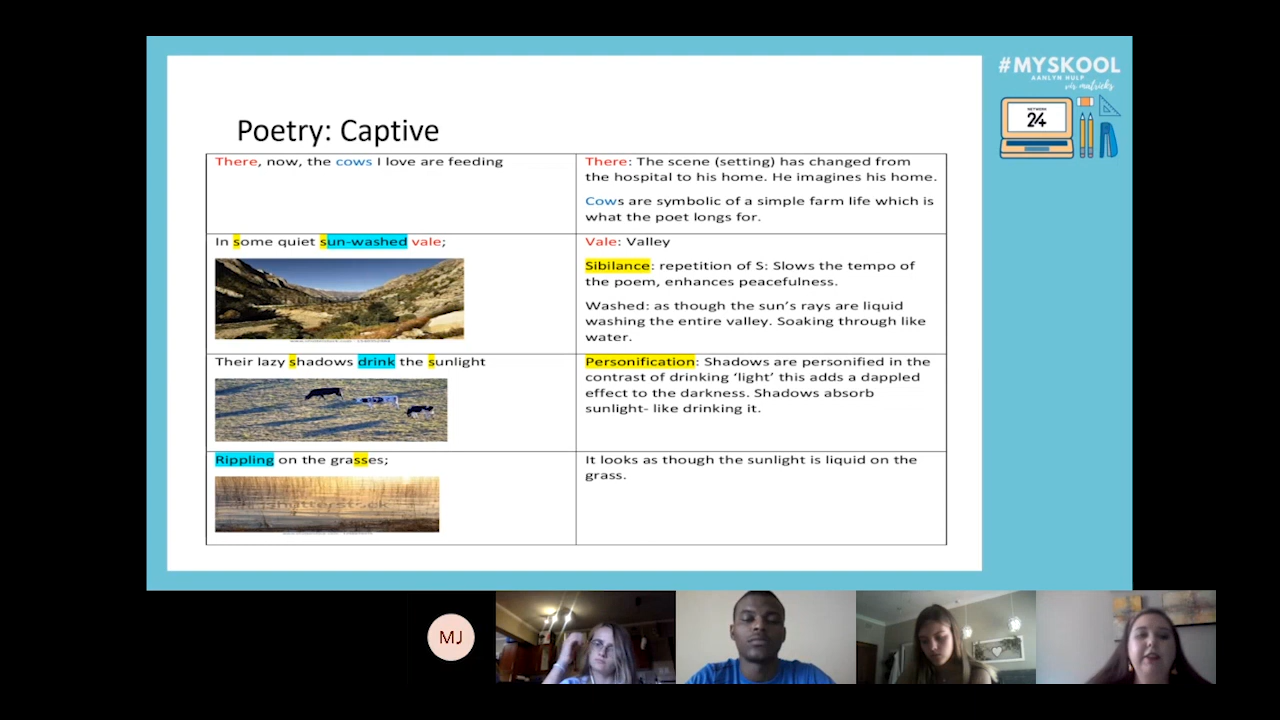 #MYSKOOL
AANLYN HULP
vir matrieks
NETWERK
24
Poetry: Captive
There, now, the cows I love are feeding
There: The scene (setting) has changed from
the hospital to his home. He imagines his home.
Cows are symbolic of a simple farm life which is
what the poet longs for.
In some quiet sun-washed vale;
Vale: Valley
Sibilance: repetition of S: Slows the tempo of
the poem, enhances peacefulness.
Washed: as though the sun's rays are liquid
washing the entire valley. Soaking through like
water.
Their lazy shadows drink the sunlight
Personification: Shadows are personified in the
contrast of drinking 'light' this adds a dappled
effect to the darkness. Shadows absorb
sunlight- like drinking it.
Rippling on the grasses;
It looks as though the sunlight is liquid on the
grass.
MJ